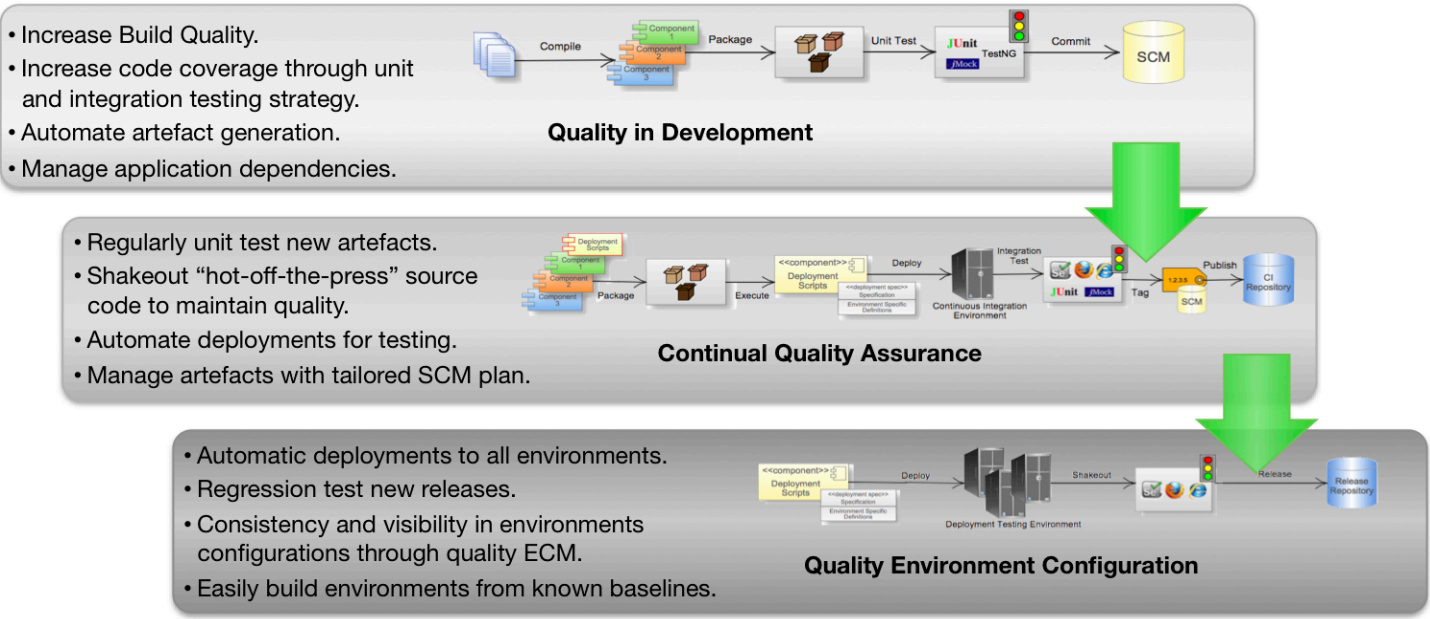 • Increase Build Quality.
• Increase code coverage through unit
and integration testing strategy.
• Automate artefact generation.
• Manage application dependencies.
Compile
Component
1
Component
2
Component
3
Package
Unit Test
JUnit
TestNG
jMock
Commit
SCM
Quality in Development
• Regularly unit test new artefacts.
• Shakeout “hot-off-the-press” source
code to maintain quality.
• Automate deployments for testing.
• Manage artefacts with tailored SCM plan.
Deployment
Scripts
Component
1
Component
2
Component
3
Package
Execute
<<component>>
Deployment
Scripts
<<deployment spec>>
Specification
Environment Specific
Definitions
Deploy
Continuous Integration
Environment
Integration
Test
JUnit
jMock
Tag
1.2.3.5
SCM
Publish
CI
Repository
Continual Quality Assurance
• Automatic deployments to all environments.
• Regression test new releases.
• Consistency and visibility in environments
configurations through quality ECM.
• Easily build environments from known baselines.
<<component>>
Deployment
Scripts
<<deployment spec>>
Specification
Environment Specific
Definitions
Deploy
Deployment Testing Environment
Shakeout
Release
Release
Repository
Quality Environment Configuration